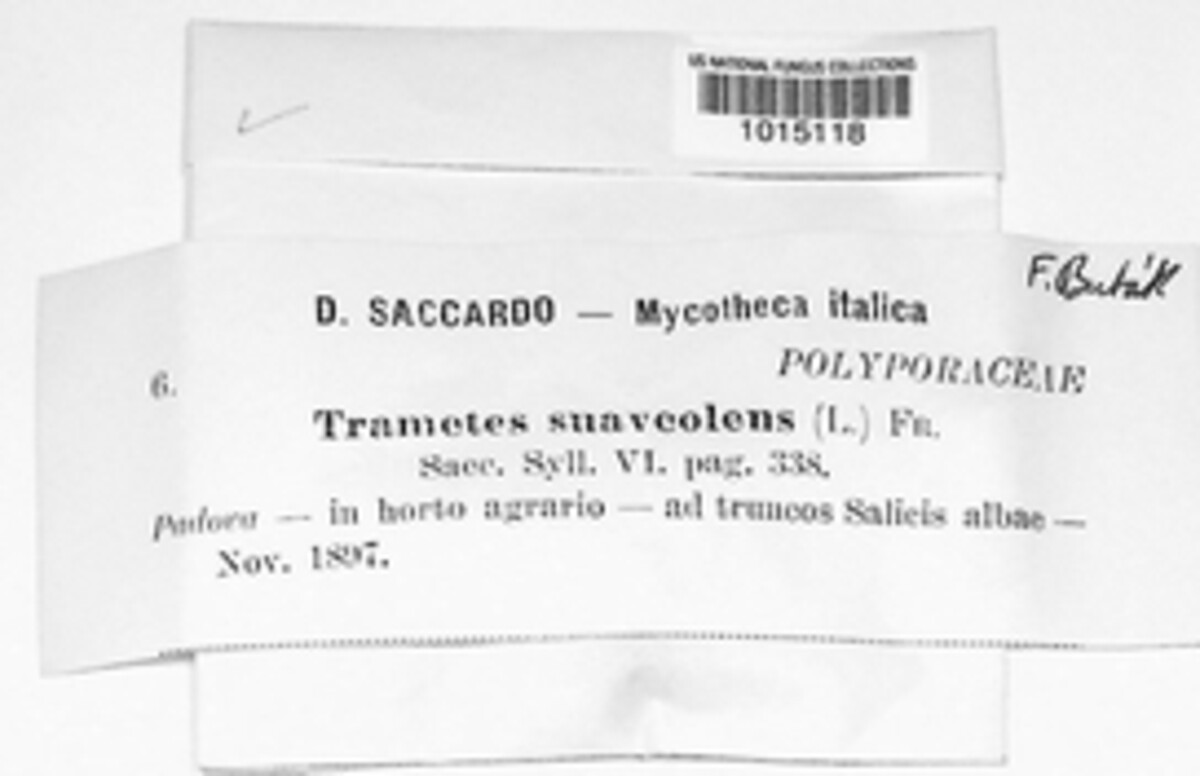 US NATIONAL FUNGUS COLLECTIONS
1015118
F. Buták
D. SACCARDO — Mycotheca italica
POLYPORACEAE
6.
Trametes suaveolens (L.) Fr.
Sacc. Syll. VI. pag. 338.
Padova — in horto agrario — ad truncos Salicis albae —
Nov. 1897.